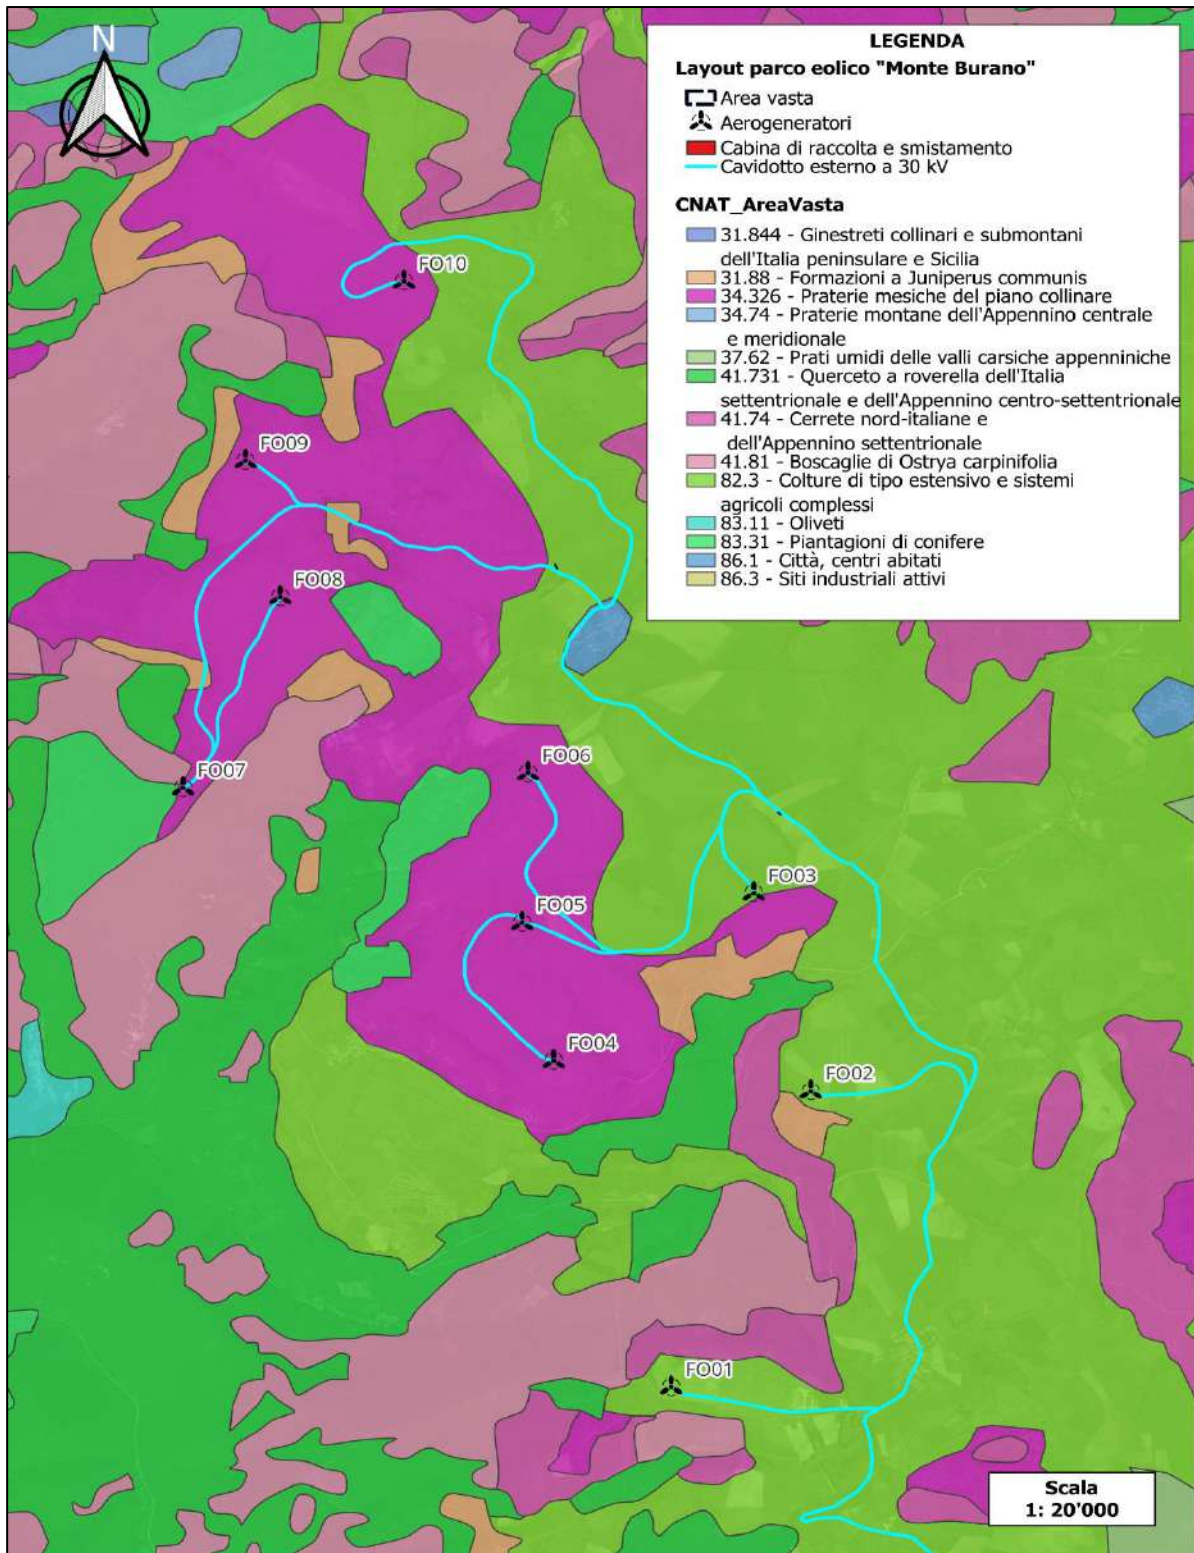 N
LEGENDA
Layout parco eolico "Monte Burano"
Area vasta
Aerogeneratori
Cabina di raccolta e smistamento
Cavidotto esterno a 30 kV
CNAT_AreaVasta
31.844 - Ginestreti collinari e submontani
dell'Italia peninsulare e Sicilia
31.88 - Formazioni a Juniperus communis
34.326 - Praterie mesiche del piano collinare
34.74 - Praterie montane dell'Appennino centrale
e meridionale
37.62 - Prati umidi delle valli carsiche appenniniche
41.731 - Querceto a roverella dell'Italia
settentrionale e dell'Appennino centro-settentrionale
41.74 - Cerrete nord-italiane e
dell'Appennino settentrionale
41.81 - Boscaglie di Ostrya carpinifolia
82.3 - Colture di tipo estensivo e sistemi
agricoli complessi
83.11 - Oliveti
83.31 - Piantagioni di conifere
86.1 - Città, centri abitati
86.3 - Siti industriali attivi
FO10
FO09
FO08
FO07
FO06
FO03
FO05
FO04
FO02
FO01
Scala
1: 20'000